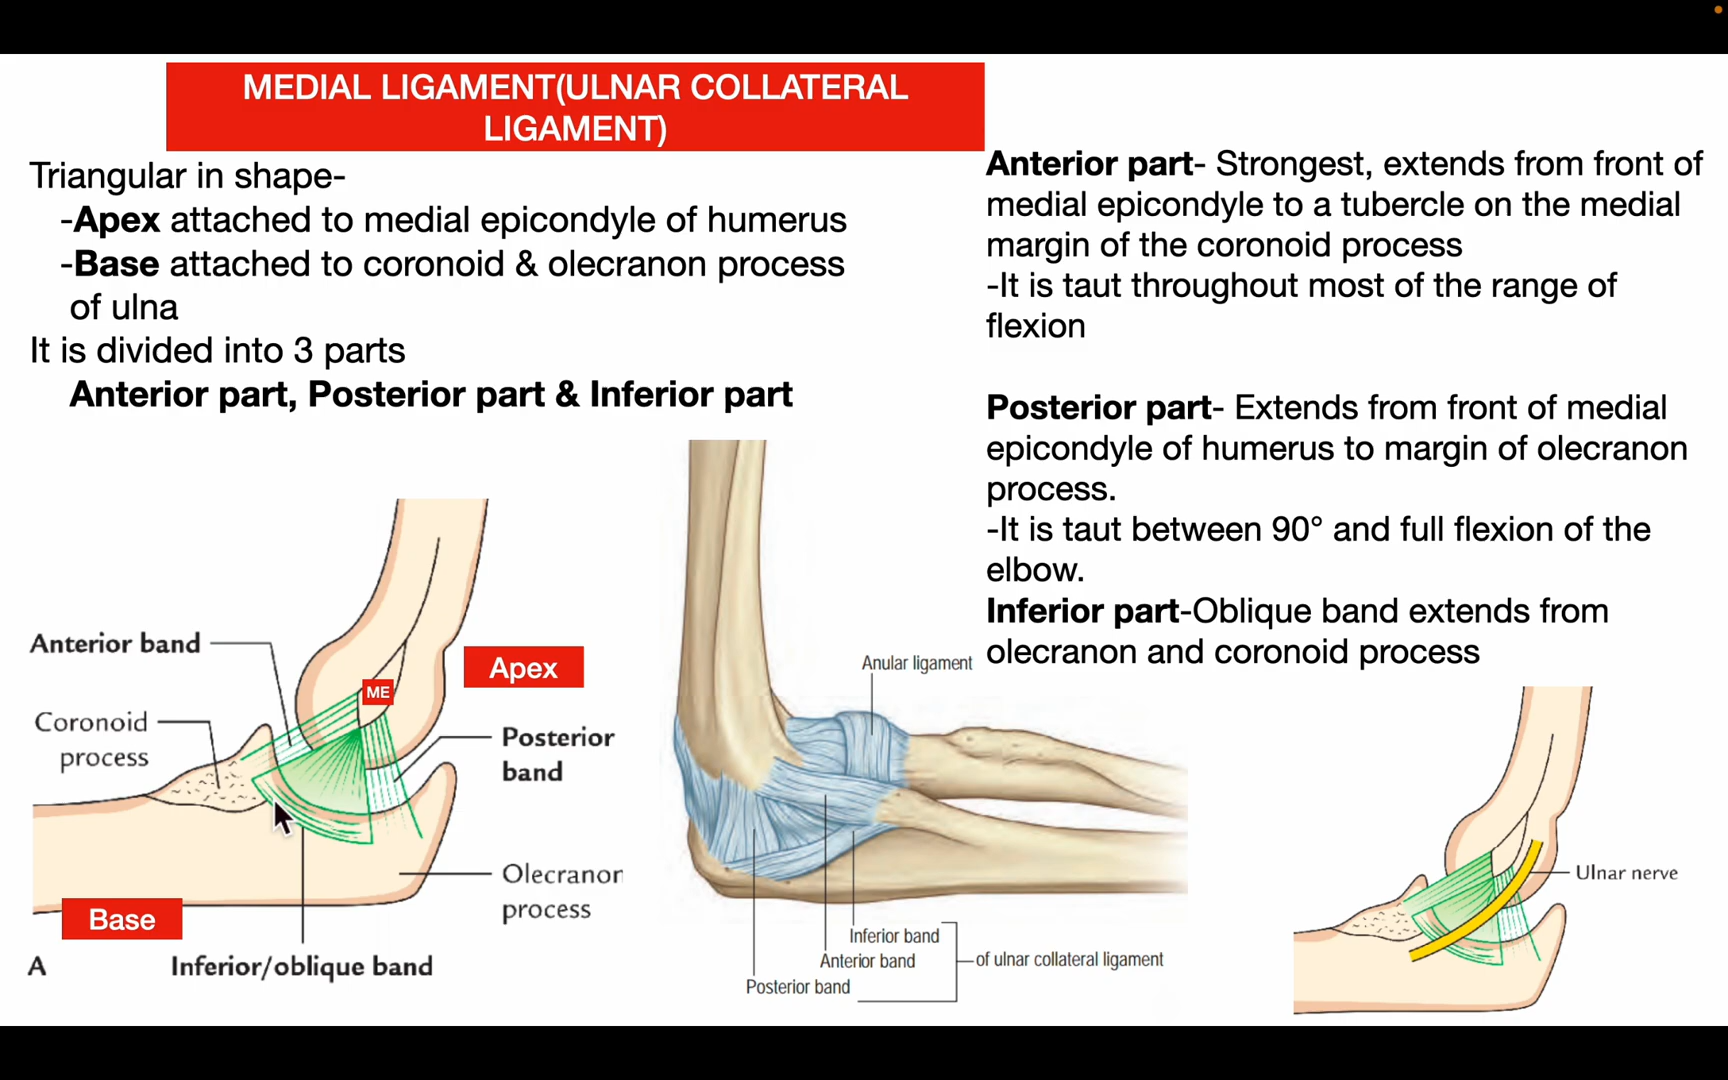 MEDIAL LIGAMENT(ULNAR COLLATERAL
LIGAMENT)
Triangular in shape-
-Apex attached to medial epicondyle of humerus
-Base attached to coronoid & olecranon process
of ulna
It is divided into 3 parts
Anterior part, Posterior part & Inferior part
Anterior part- Strongest, extends from front of
medial epicondyle to a tubercle on the medial
margin of the coronoid process
-It is taut throughout most of the range of
flexion
Posterior part- Extends from front of medial
epicondyle of humerus to margin of olecranon
process.
-It is taut between 90° and full flexion of the
elbow.
Inferior part-Oblique band extends from
olecranon and coronoid process
Anterior band
Apex
ME
Coronoid
process
Posterior
band
Olecranon
process
Base
A
Inferior/oblique band
Anular ligament
Inferior band
Anterior band
of ulnar collateral ligament
Posterior band
Ulnar nerve